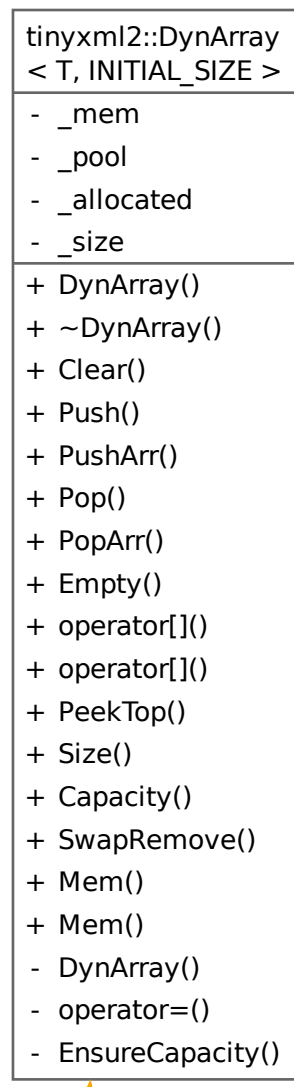 tinyxml2::DynArray
< T, INITIAL_SIZE >
- _mem
- _pool
- _allocated
- _size
+ DynArray()
+ ~DynArray()
+ Clear()
+ Push()
+ PushArr()
+ Pop()
+ PopArr()
+ Empty()
+ operator[]()
+ operator[]()
+ PeekTop()
+ Size()
+ Capacity()
+ SwapRemove()
+ Mem()
+ Mem()
- DynArray()
- operator=()
- EnsureCapacity()